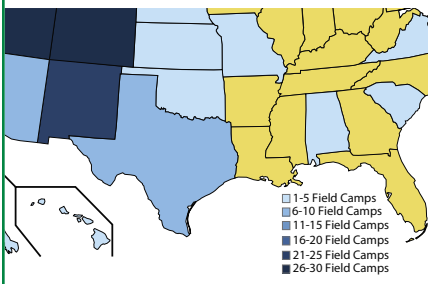 1-5 Field Camps
6-10 Field Camps
11-15 Field Camps
16-20 Field Camps
21-25 Field Camps
26-30 Field Camps